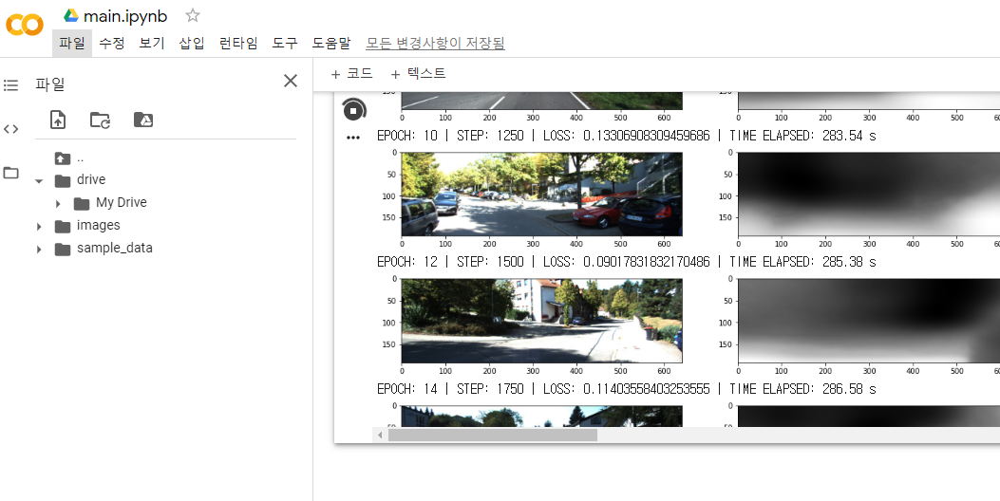 main.ipynb
파일 수정 보기 삽입 런타임 도구 도움말 모든 변경사항이 저장됨
파일
+ 코드 + 텍스트
..
drive
My Drive
images
sample_data
0 100 200 300 400 500 600 0 100 200 300 400 500
EPOCH: 10 | STEP: 1250 | LOSS: 0.13306908309459686 | TIME ELAPSED: 283.54 s
0 0
50 50
100 100
150 150
0 100 200 300 400 500 600 0 100 200 300 400 500
EPOCH: 12 | STEP: 1500 | LOSS: 0.09017831832170486 | TIME ELAPSED: 285.38 s
0 0
50 50
100 100
150 150
0 100 200 300 400 500 600 0 100 200 300 400 500
EPOCH: 14 | STEP: 1750 | LOSS: 0.11403558403253555 | TIME ELAPSED: 286.58 s
0 0